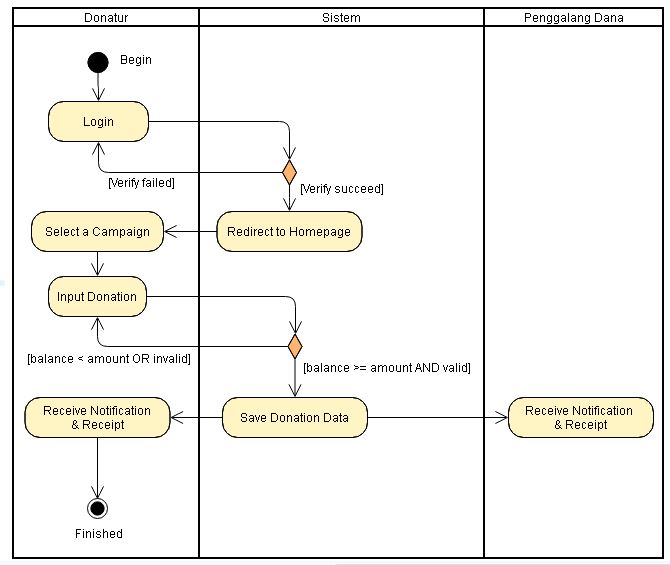 Donatur
Sistem
Penggalang Dana
Begin
Login
[Verify failed]
[Verify succeed]
Select a Campaign
Redirect to Homepage
Input Donation
[balance < amount OR invalid]
[balance >= amount AND valid]
Receive Notification
& Receipt
Save Donation Data
Receive Notification
& Receipt
Finished